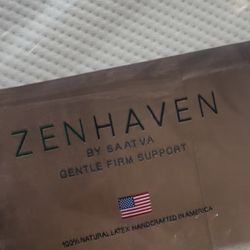 ZENHAVEN
BY SAATVA
GENTLE FIRM SUPPORT
100% NATURAL LATEX HANDCRAFTED IN AMERICA